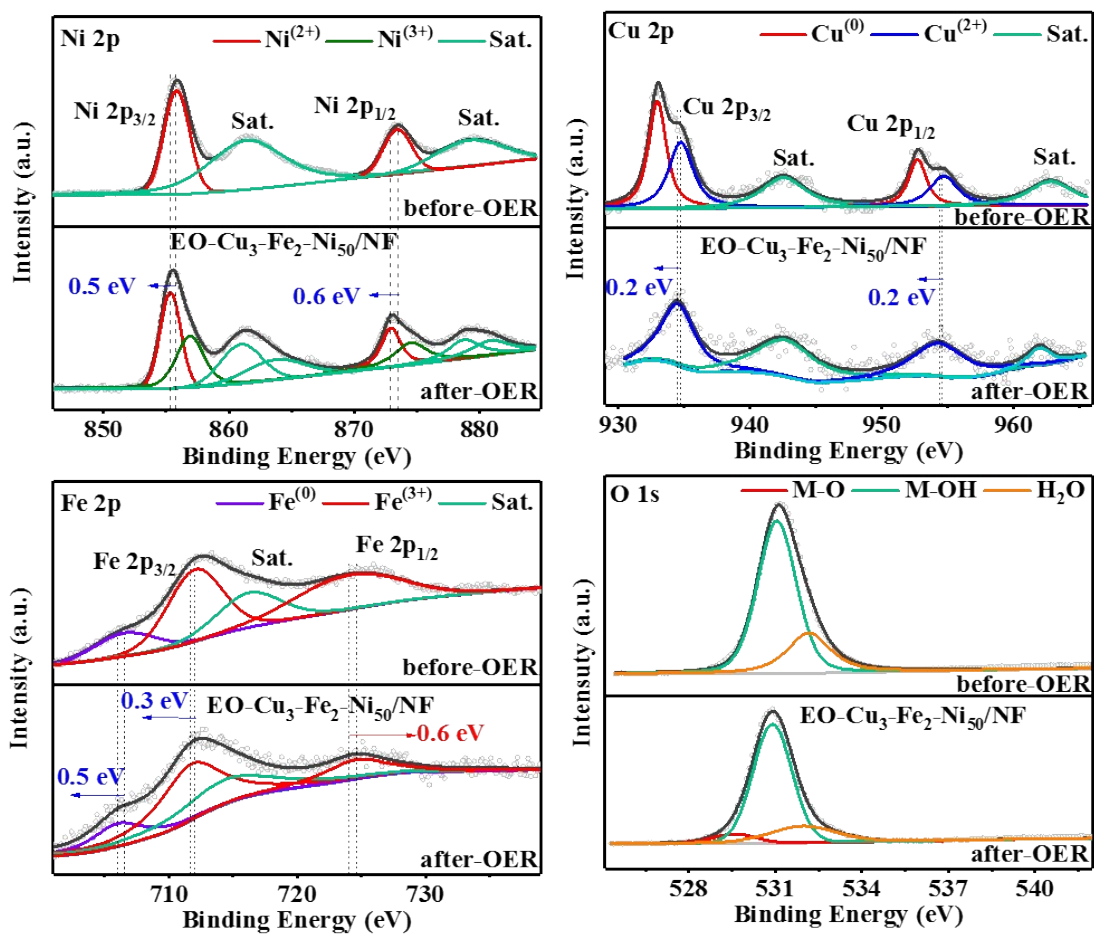 Ni 2p
Ni(2+) Ni(3+) Sat.
Ni 2p3/2
Sat.
Ni 2p1/2
before-OER
EO-Cu3-Fe2-Ni50/NF
0.5 eV
0.6 eV
after-OER
850 860 870 880
Binding Energy (eV)
Intensity (a.u.)
Cu 2p
Cu(0) Cu(2+) Sat.
Cu 2p3/2
Sat.
Cu 2p1/2
Sat.
before-OER
EO-Cu3-Fe2-Ni50/NF
0.2 eV
0.2 eV
after-OER
930 940 950 960
Binding Energy (eV)
Intensity (a.u.)
Fe 2p
Fe(0) Fe(3+) Sat.
Fe 2p3/2
Sat.
Fe 2p1/2
before-OER
0.3 eV
EO-Cu3-Fe2-Ni50/NF
-0.6 eV
0.5 eV
after-OER
710 720 730
Binding Energy (eV)
Intensity (a.u.)
O 1s
M-O M-OH H2O
before-OER
EO-Cu3-Fe2-Ni50/NF
after-OER
528 531 534 537 540
Binding Energy (eV)
Intensuty (a.u.)